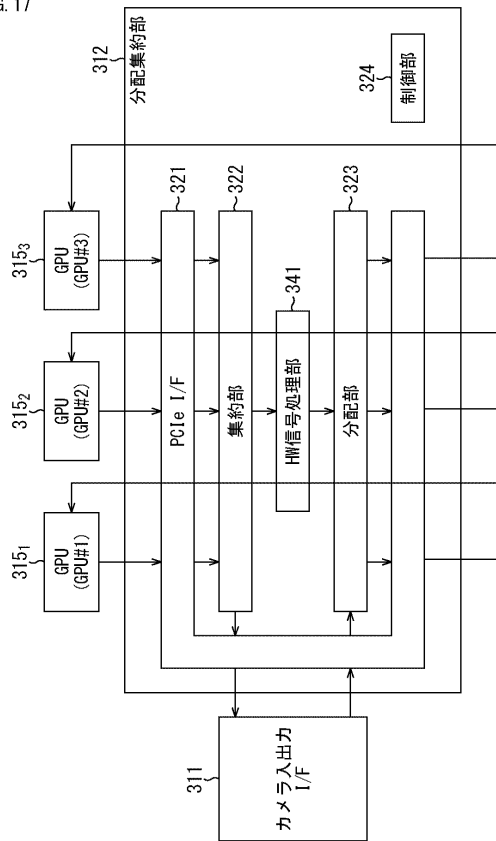 312
分配集約部
324
制御部
315₃
GPU
(GPU#3)
315₂
GPU
(GPU#2)
315₁
GPU
(GPU#1)
321
PCIe I/F
322
集約部
341
HW信号処理部
323
分配部
311
カメラ入出力
I/F